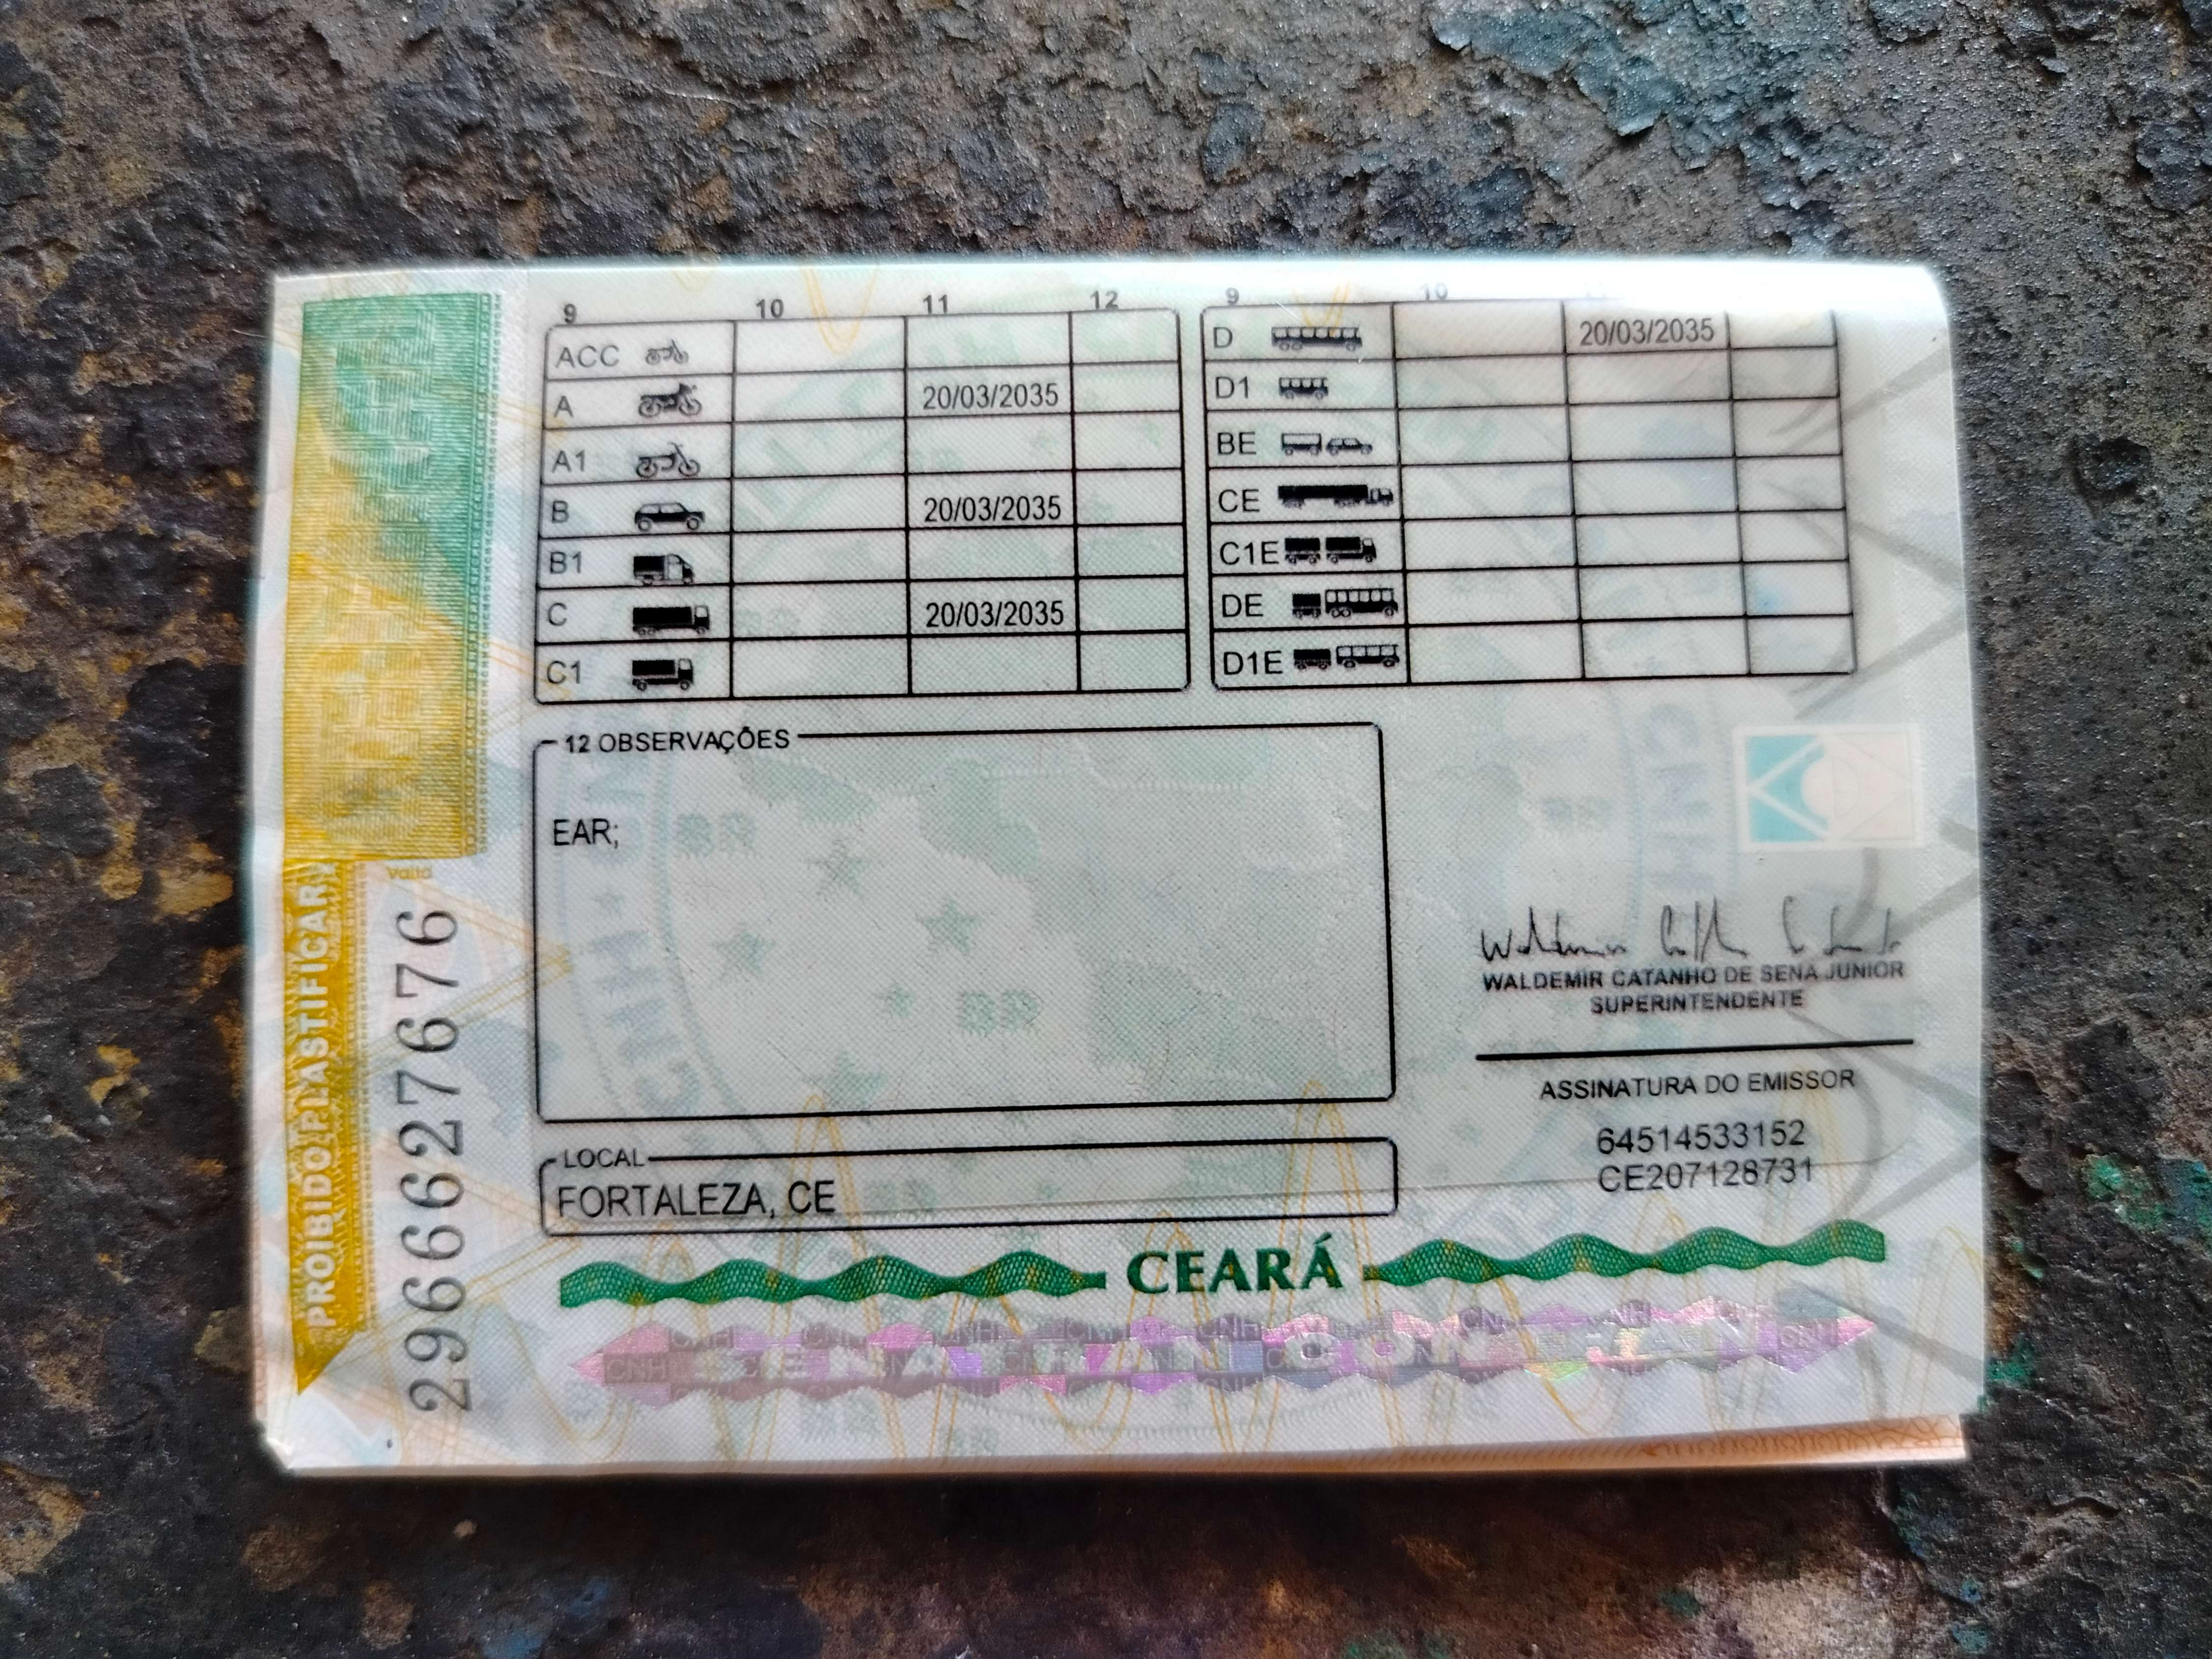 9 10 11 12
ACC
A 20/03/2035
A1
B 20/03/2035
B1
C 20/03/2035
C1
9 10
D 20/03/2035
D1
BE
CE
C1E
DE
D1E
12 OBSERVAÇÕES
EAR;
LOCAL
FORTALEZA, CE
WALDEMIR CATANHO DE SENA JUNIOR
SUPERINTENDENTE
ASSINATURA DO EMISSOR
64514533152
CE207128731
CEARÁ
PROIBIDO PLASTIFICAR
2966627676